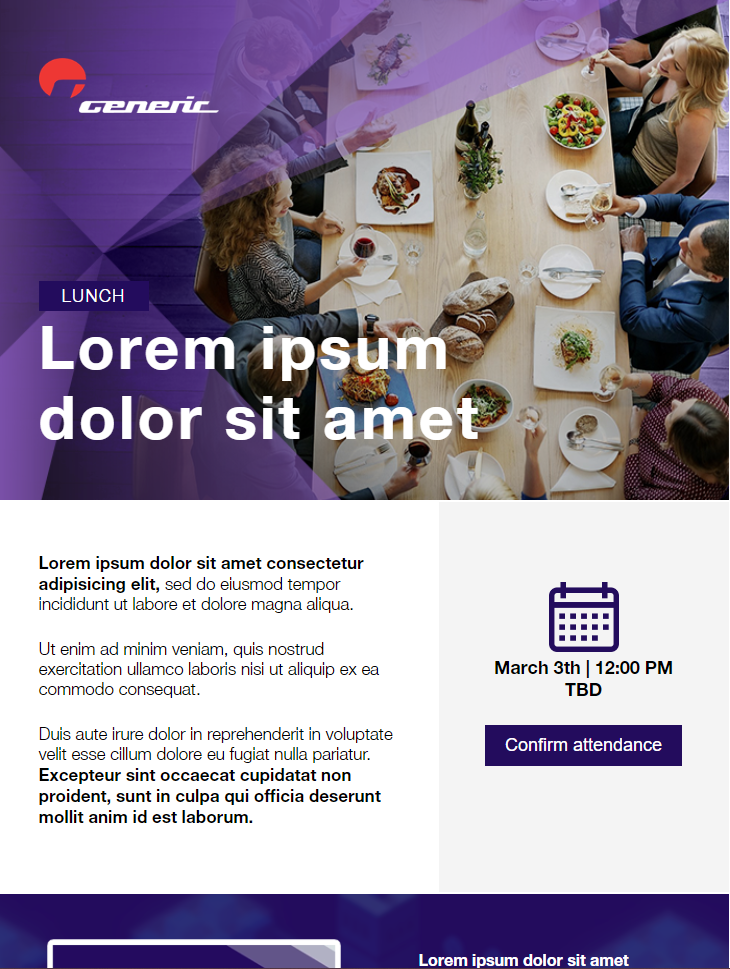 GENERIC
LUNCH
Lorem ipsum
dolor sit amet
Lorem ipsum dolor sit amet consectetur
adipisicing elit, sed do eiusmod tempor
incididunt ut labore et dolore magna aliqua.
Ut enim ad minim veniam, quis nostrud
exercitation ullamco laboris nisi ut aliquip ex ea
commodo consequat.
Duis aute irure dolor in reprehenderit in voluptate
velit esse cillum dolore eu fugiat nulla pariatur.
Excepteur sint occaecat cupidatat non
proident, sunt in culpa qui officia deserunt
mollit anim id est laborum.
March 3th | 12:00 PM
TBD
Confirm attendance
Lorem ipsum dolor sit amet